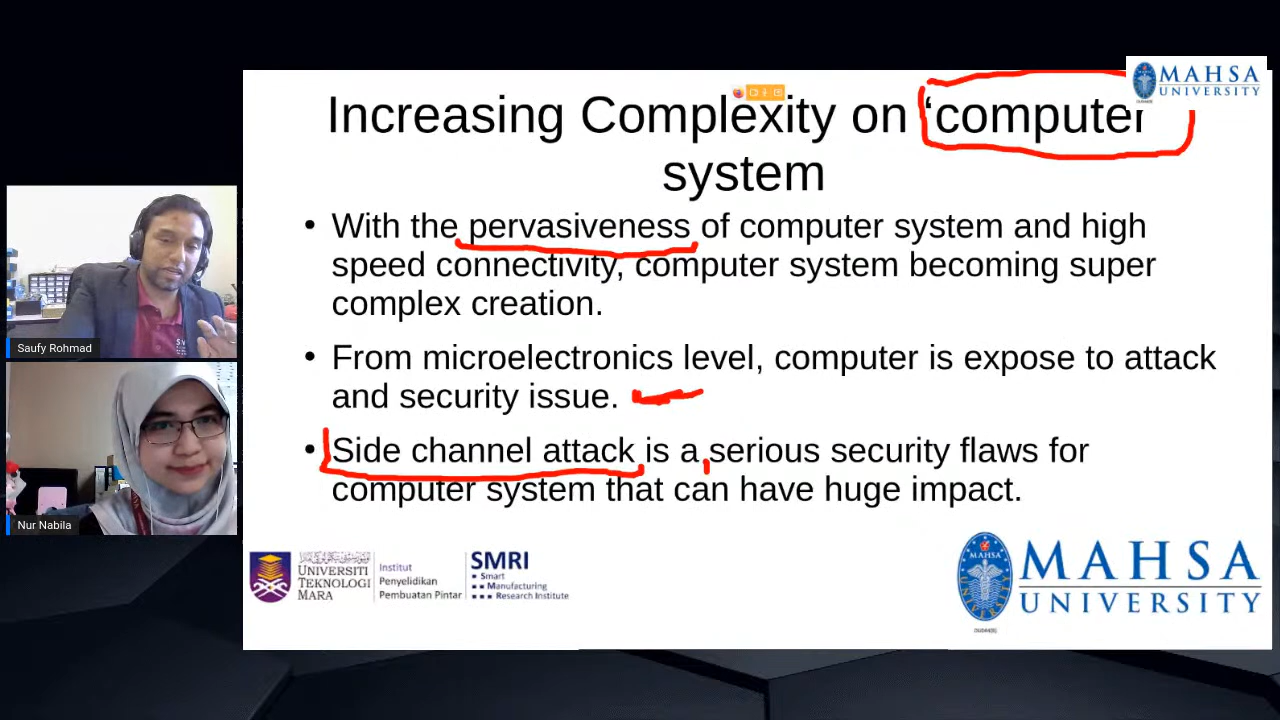 MAHSA
UNIVERSITY
Increasing Complexity on ‘computer
system
• With the pervasiveness of computer system and high
speed connectivity, computer system becoming super
complex creation.
• From microelectronics level, computer is expose to attack
and security issue.
• Side channel attack is a serious security flaws for
computer system that can have huge impact.
Saufy Rohmad
Nur Nabila
UNIVERSITI
TEKNOLOGI
MARA
Institut
Penyelidikan
Pembuatan Pintar
SMRI
Smart
Manufacturing
Research Institute
MAHSA
UNIVERSITY